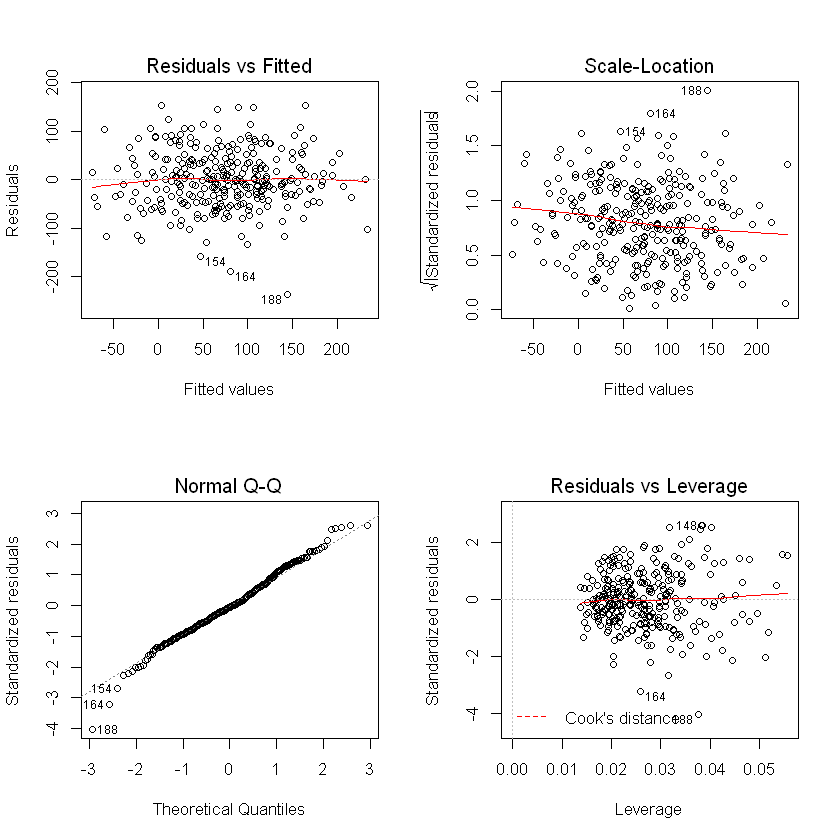 Residuals vs Fitted
200
100
0
-100
-200
Residuals
154
164
188
-50 0 50 100 150 200
Fitted values
Scale-Location
2.0
1.5
1.0
0.5
0.0
√|Standardized residuals|
188
164
154
-50 0 50 100 150 200
Fitted values
Normal Q-Q
3
2
1
0
-1
-2
-3
-4
Standardized residuals
154
164
188
-3 -2 -1 0 1 2 3
Theoretical Quantiles
Residuals vs Leverage
2
0
-2
-4
Standardized residuals
148
164
188
Cook's distance
0.00 0.01 0.02 0.03 0.04 0.05
Leverage